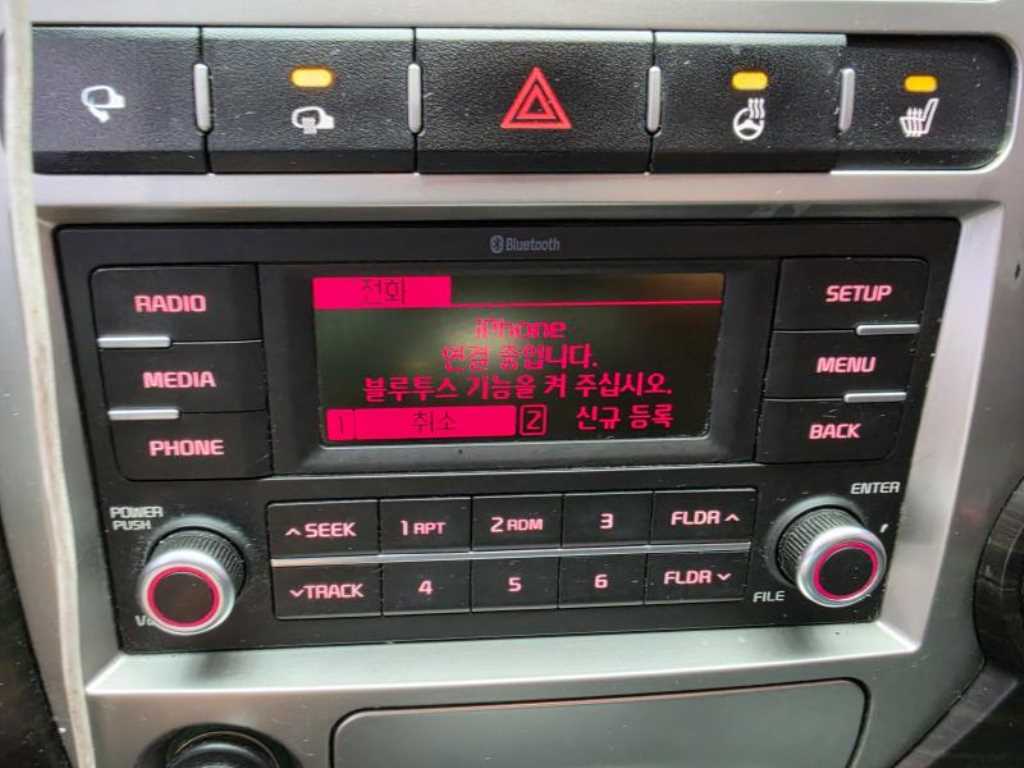 Bluetooth
RADIO
MEDIA
PHONE
전화
iPhone
연결 중입니다.
블루투스 기능을 켜 주십시오.
1 취소 2 신규 등록
SETUP
MENU
BACK
POWER
PUSH
ENTER
∧ SEEK 1 RPT 2 RDM 3 FLDR ∧
∨ TRACK 4 5 6 FLDR ∨
FILE